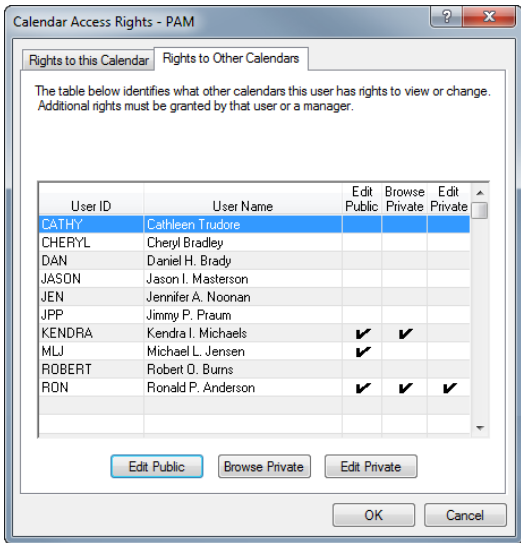 Calendar Access Rights - PAM
Rights to this Calendar Rights to Other Calendars
The table below identifies what other calendars this user has rights to view or change.
Additional rights must be granted by that user or a manager.
Edit Browse Edit
User ID User Name Public Private Private
CATHY Cathleen Trudore
CHERYL Cheryl Bradley
DAN Daniel H. Brady
JASON Jason I. Masterson
JEN Jennifer A. Noonan
JPP Jimmy P. Praum
KENDRA Kendra I. Michaels ✔ ✔
MLJ Michael L. Jensen ✔
ROBERT Robert O. Burns
RON Ronald P. Anderson ✔ ✔ ✔
Edit Public Browse Private Edit Private
OK Cancel